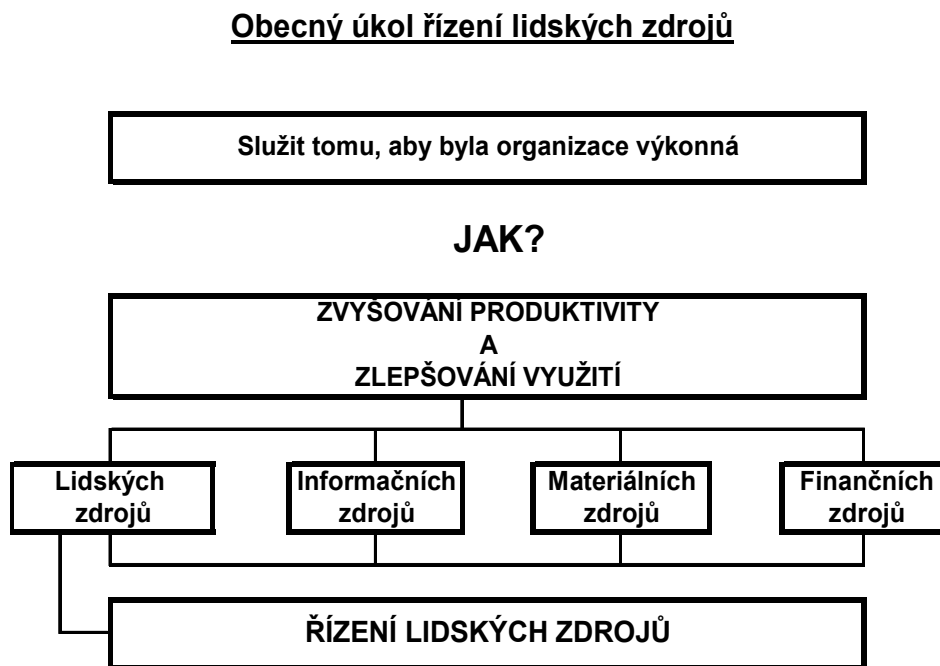 Obecný úkol řízení lidských zdrojů
Služit tomu, aby byla organizace výkonná
JAK?
ZVYŠOVÁNÍ PRODUKTIVITY
A
ZLEPŠOVÁNÍ VYUŽITÍ
Lidských
zdrojů
Informačních
zdrojů
Materiálních
zdrojů
Finančních
zdrojů
ŘÍZENÍ LIDSKÝCH ZDROJŮ